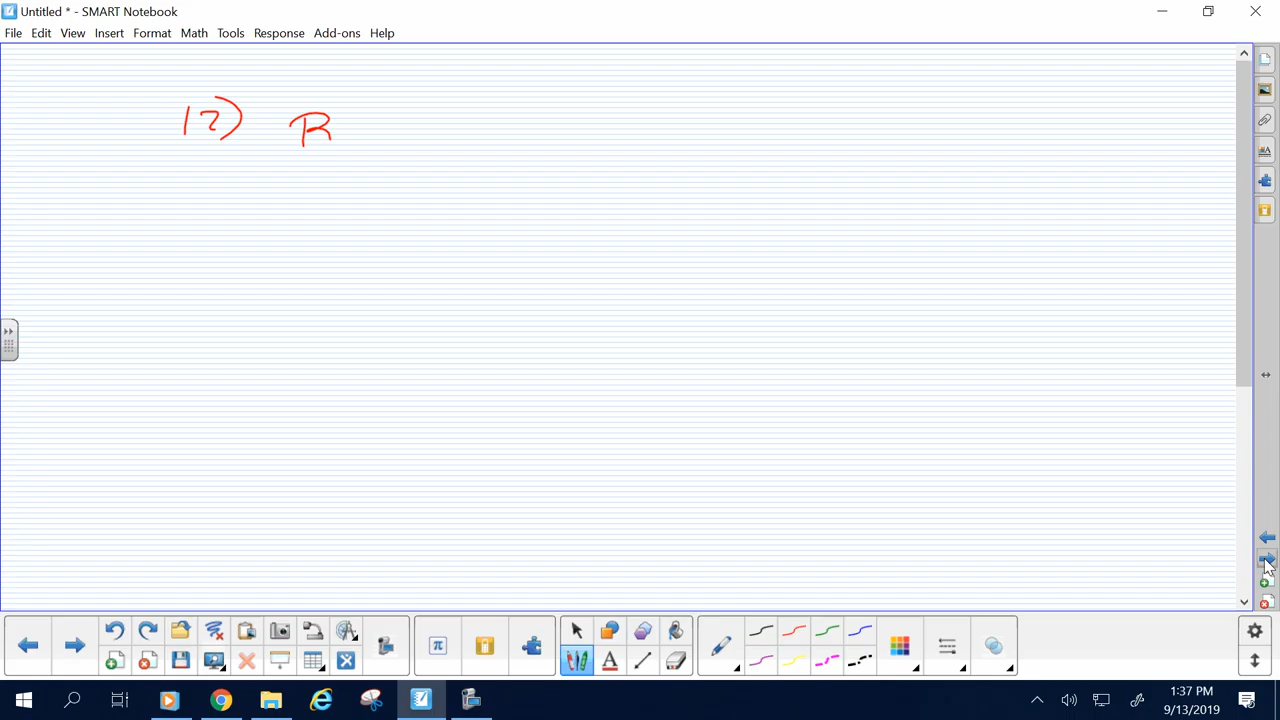 Untitled * - SMART Notebook
File Edit View Insert Format Math Tools Response Add-ons Help
12) R
π
A
1:37 PM
9/13/2019